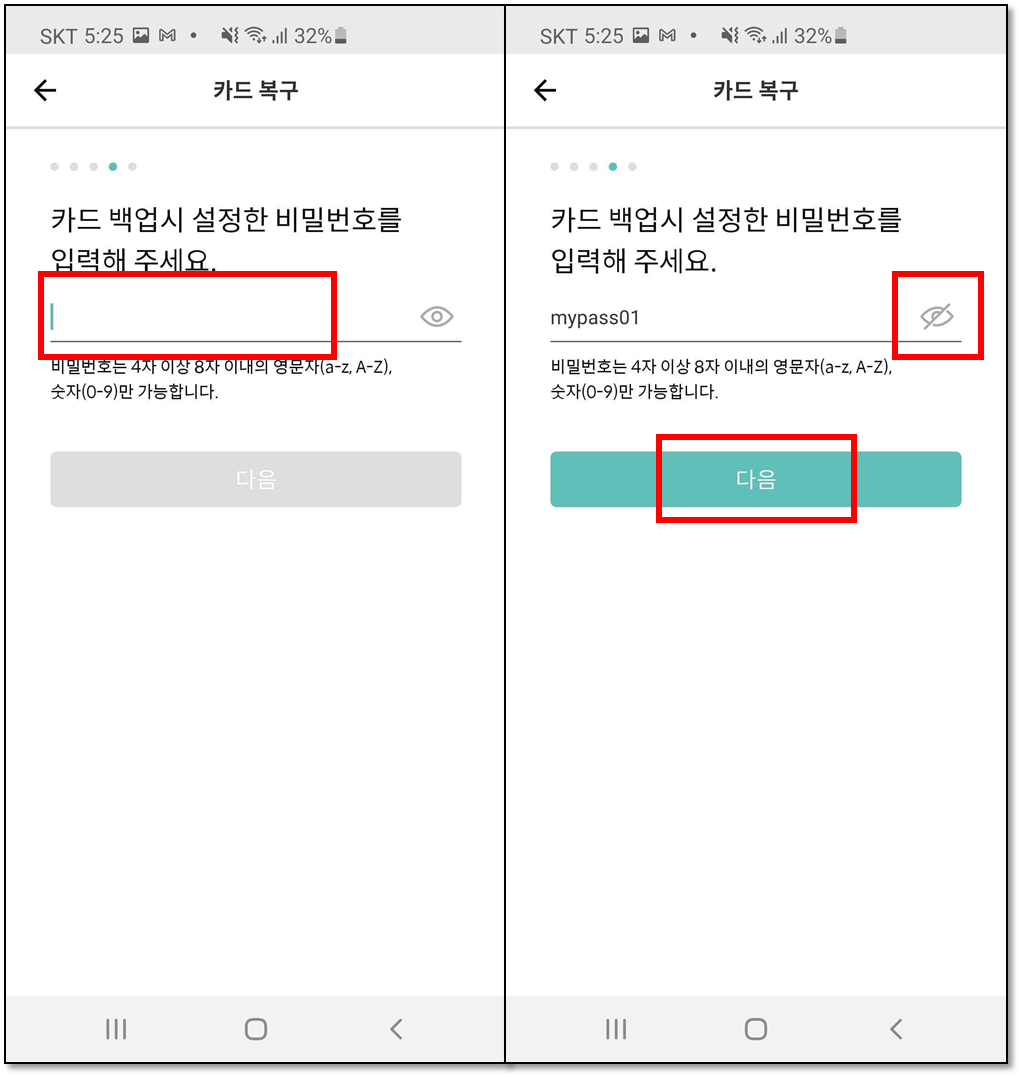 SKT 5:25 32%
카드 복구
카드 백업시 설정한 비밀번호를
입력해 주세요.
비밀번호는 4자 이상 8자 이내의 영문자(a-z, A-Z),
숫자(0-9)만 가능합니다.
다음
SKT 5:25 32%
카드 복구
카드 백업시 설정한 비밀번호를
입력해 주세요.
mypass01
비밀번호는 4자 이상 8자 이내의 영문자(a-z, A-Z),
숫자(0-9)만 가능합니다.
다음